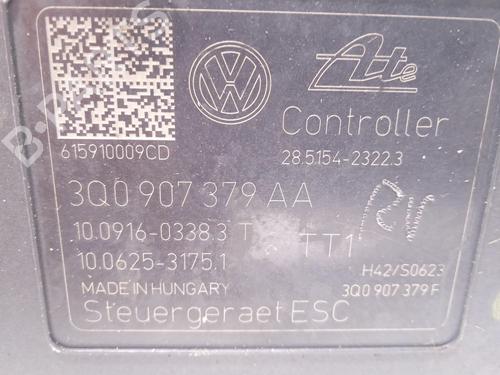 Ate
Controller
615910009CD
28.5154-2322.3
3Q0 907 379 AA
10.0916-0338.3 T
TT1
10.0625-3175.1
H42/S0623
MADE IN HUNGARY
3Q0 907 379 F
Steuergeraet ESC